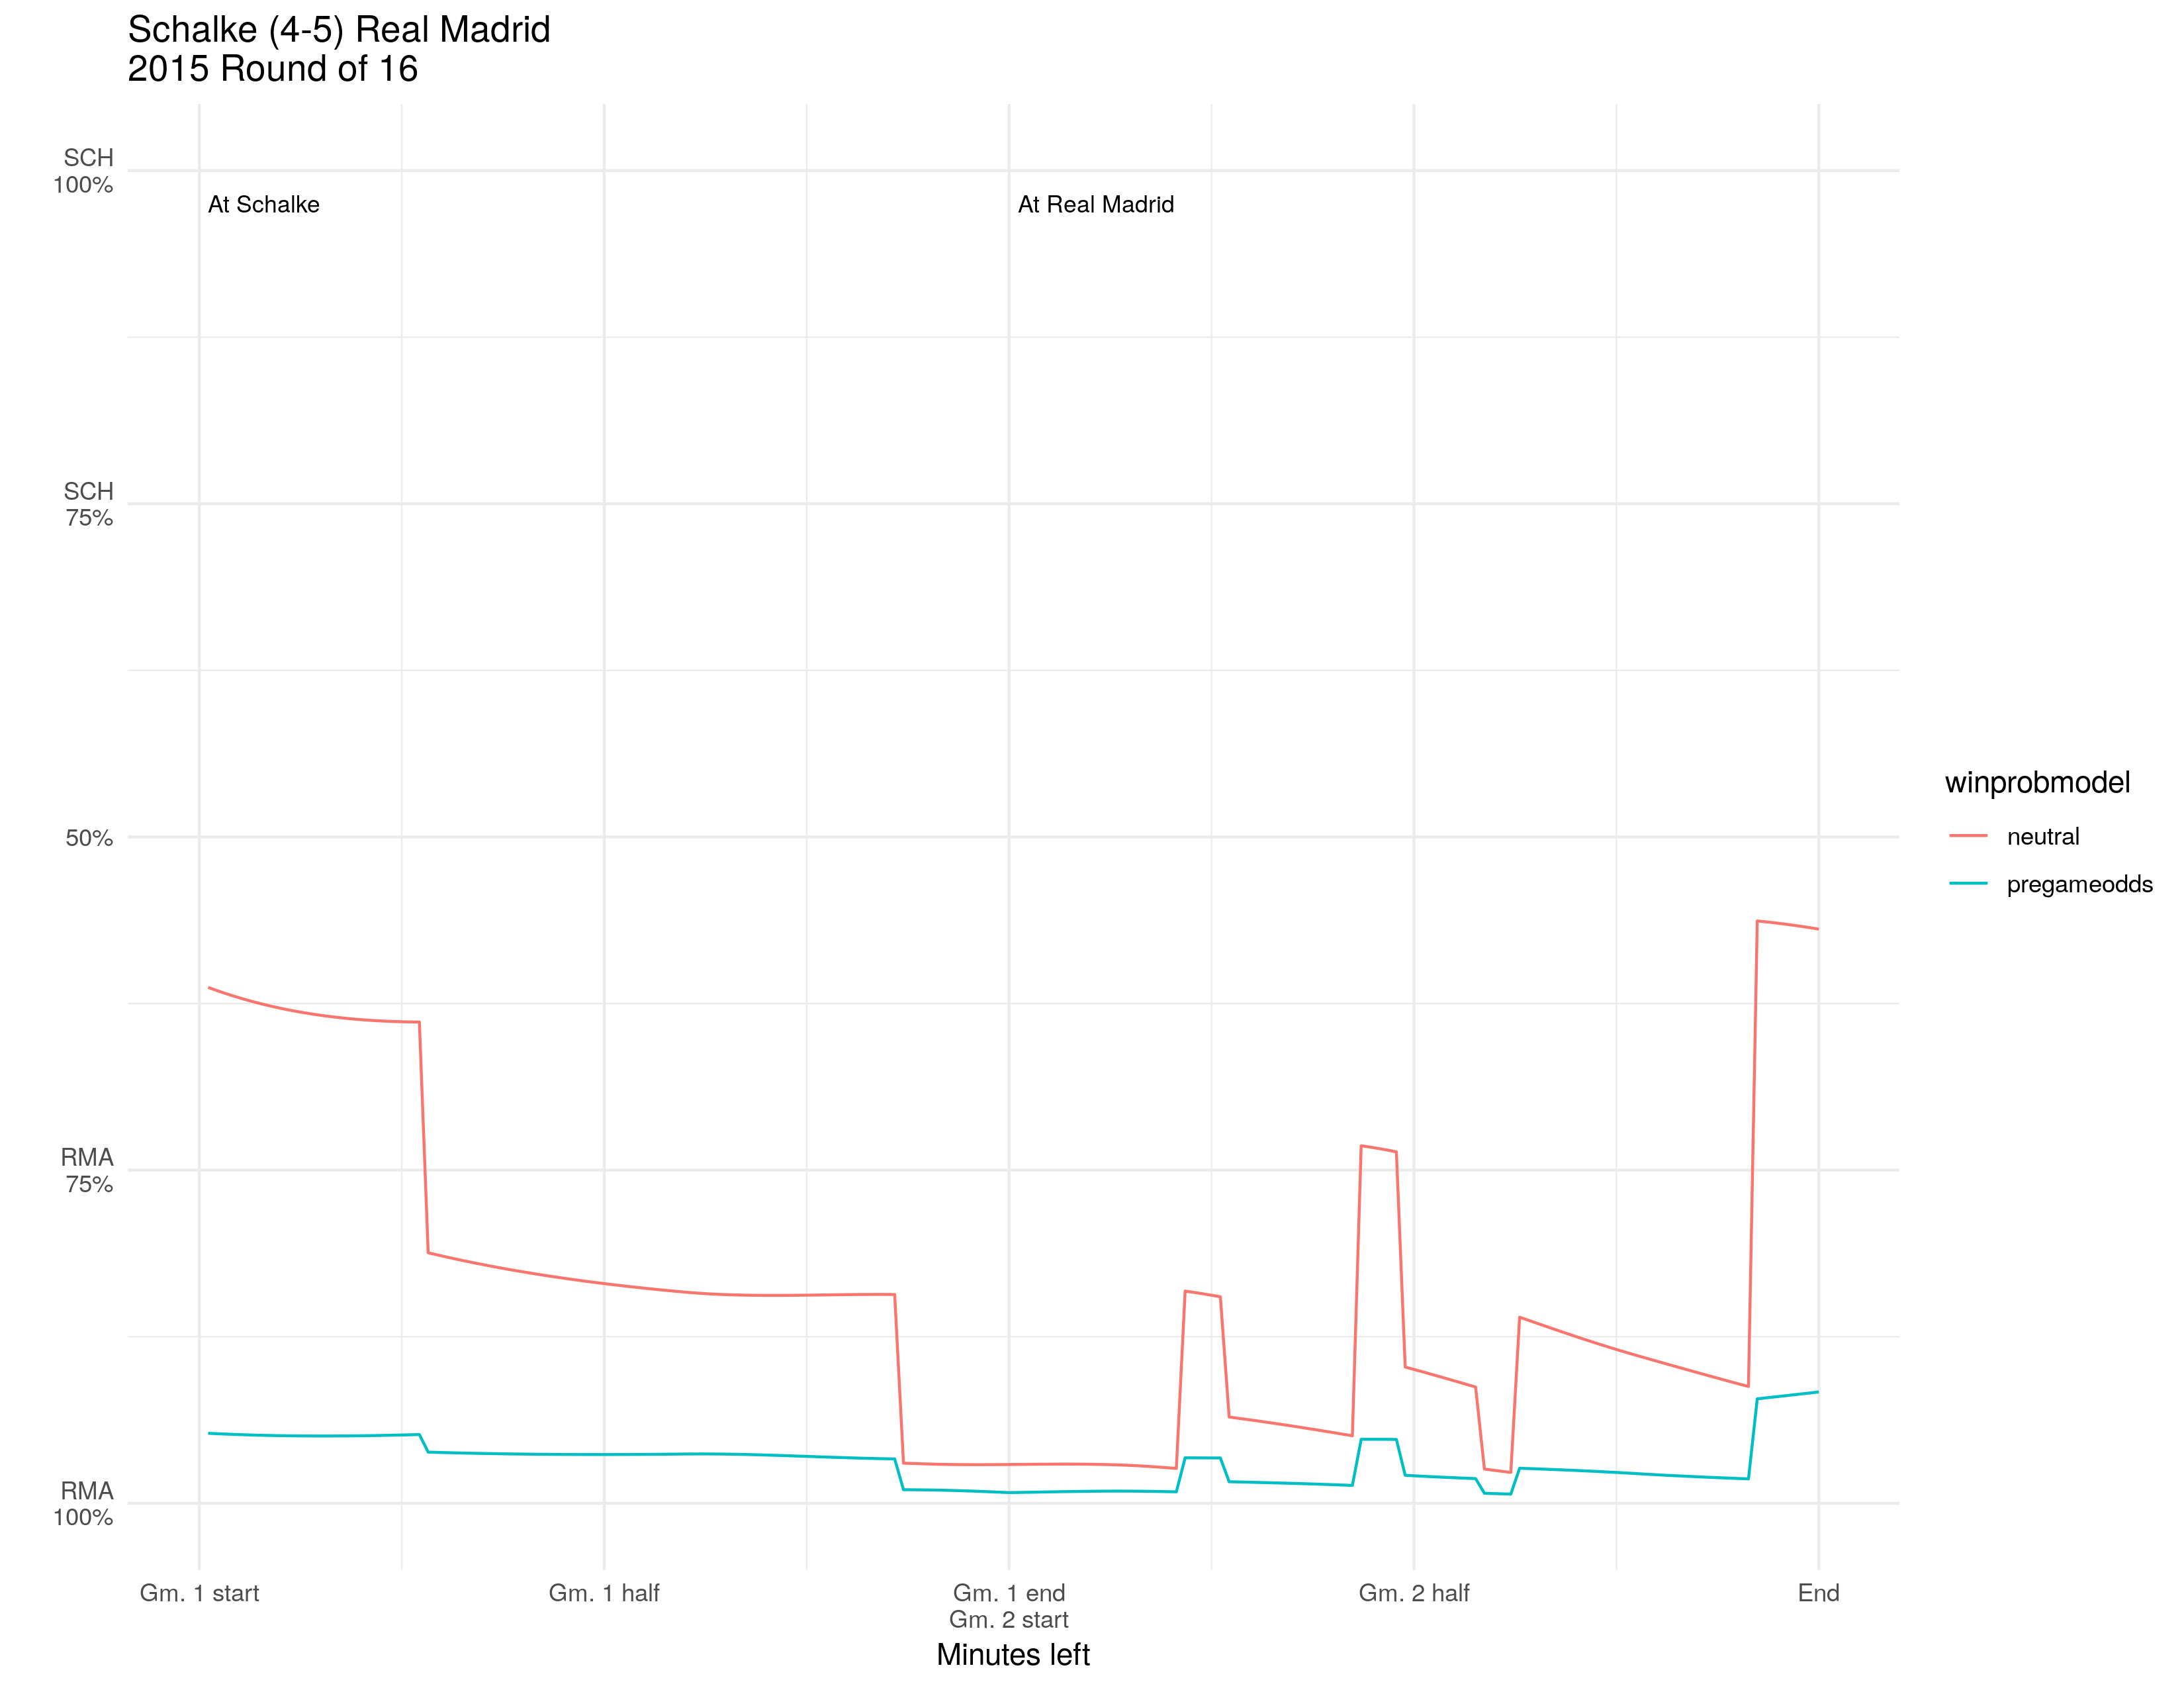 Schalke (4-5) Real Madrid
2015 Round of 16
SCH
100%
At Schalke
At Real Madrid
SCH
75%
50%
RMA
75%
RMA
100%
winprobmodel
neutral
pregameodds
Gm. 1 start
Gm. 1 half
Gm. 1 end
Gm. 2 start
Gm. 2 half
End
Minutes left